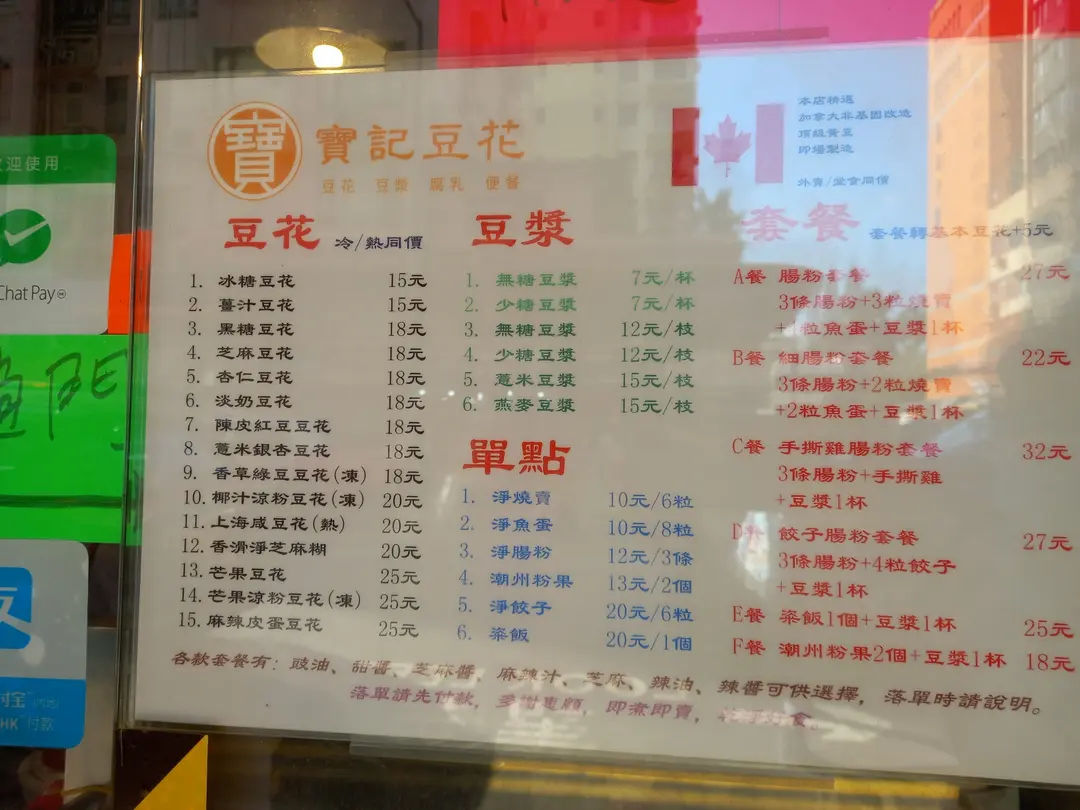 迎使用
Chat Pay
寶
寶記豆花
豆花 豆漿 腐乳 便餐
本店精選
加拿大非基因改造
頂級黃豆
即場製造
外賣/堂食同價
豆花 冷/熱同價
1. 冰糖豆花 15元
2. 薑汁豆花 15元
3. 黑糖豆花 18元
4. 芝麻豆花 18元
5. 杏仁豆花 18元
6. 淡奶豆花 18元
7. 陳皮紅豆豆花 18元
8. 薏米銀杏豆花 18元
9. 香草綠豆豆花(凍) 18元
10. 椰汁涼粉豆花(凍) 20元
11. 上海咸豆花(熱) 20元
12. 香滑淨芝麻糊 20元
13. 芒果豆花 25元
14. 芒果涼粉豆花(凍) 25元
15. 麻辣皮蛋豆花 25元
豆漿
1. 無糖豆漿 7元/杯
2. 少糖豆漿 7元/杯
3. 無糖豆漿 12元/枝
4. 少糖豆漿 12元/枝
5. 薏米豆漿 15元/枝
6. 燕麥豆漿 15元/枝
單點
1. 淨燒賣 10元/6粒
2. 淨魚蛋 10元/8粒
3. 淨腸粉 12元/3條
4. 潮州粉果 13元/2個
5. 淨餃子 20元/6粒
6. 粢飯 20元/1個
套餐 套餐轉基本豆花+5元
A餐 腸粉套餐 27元
3條腸粉+3粒燒賣
+4粒魚蛋+豆漿1杯
B餐 細腸粉套餐 22元
3條腸粉+2粒燒賣
+2粒魚蛋+豆漿1杯
C餐 手撕雞腸粉套餐 32元
3條腸粉+手撕雞
+豆漿1杯
D餐 餃子腸粉套餐 27元
3條腸粉+4粒餃子
+豆漿1杯
E餐 粢飯1個+豆漿1杯 25元
F餐 潮州粉果2個+豆漿1杯 18元
各款套餐有：豉油、甜醬、芝麻醬、麻辣汁、芝麻、辣油、辣醬可供選擇，落單時請說明。
落單請先付款，多謝惠顧，即煮即賣，
付宝
HK 付款